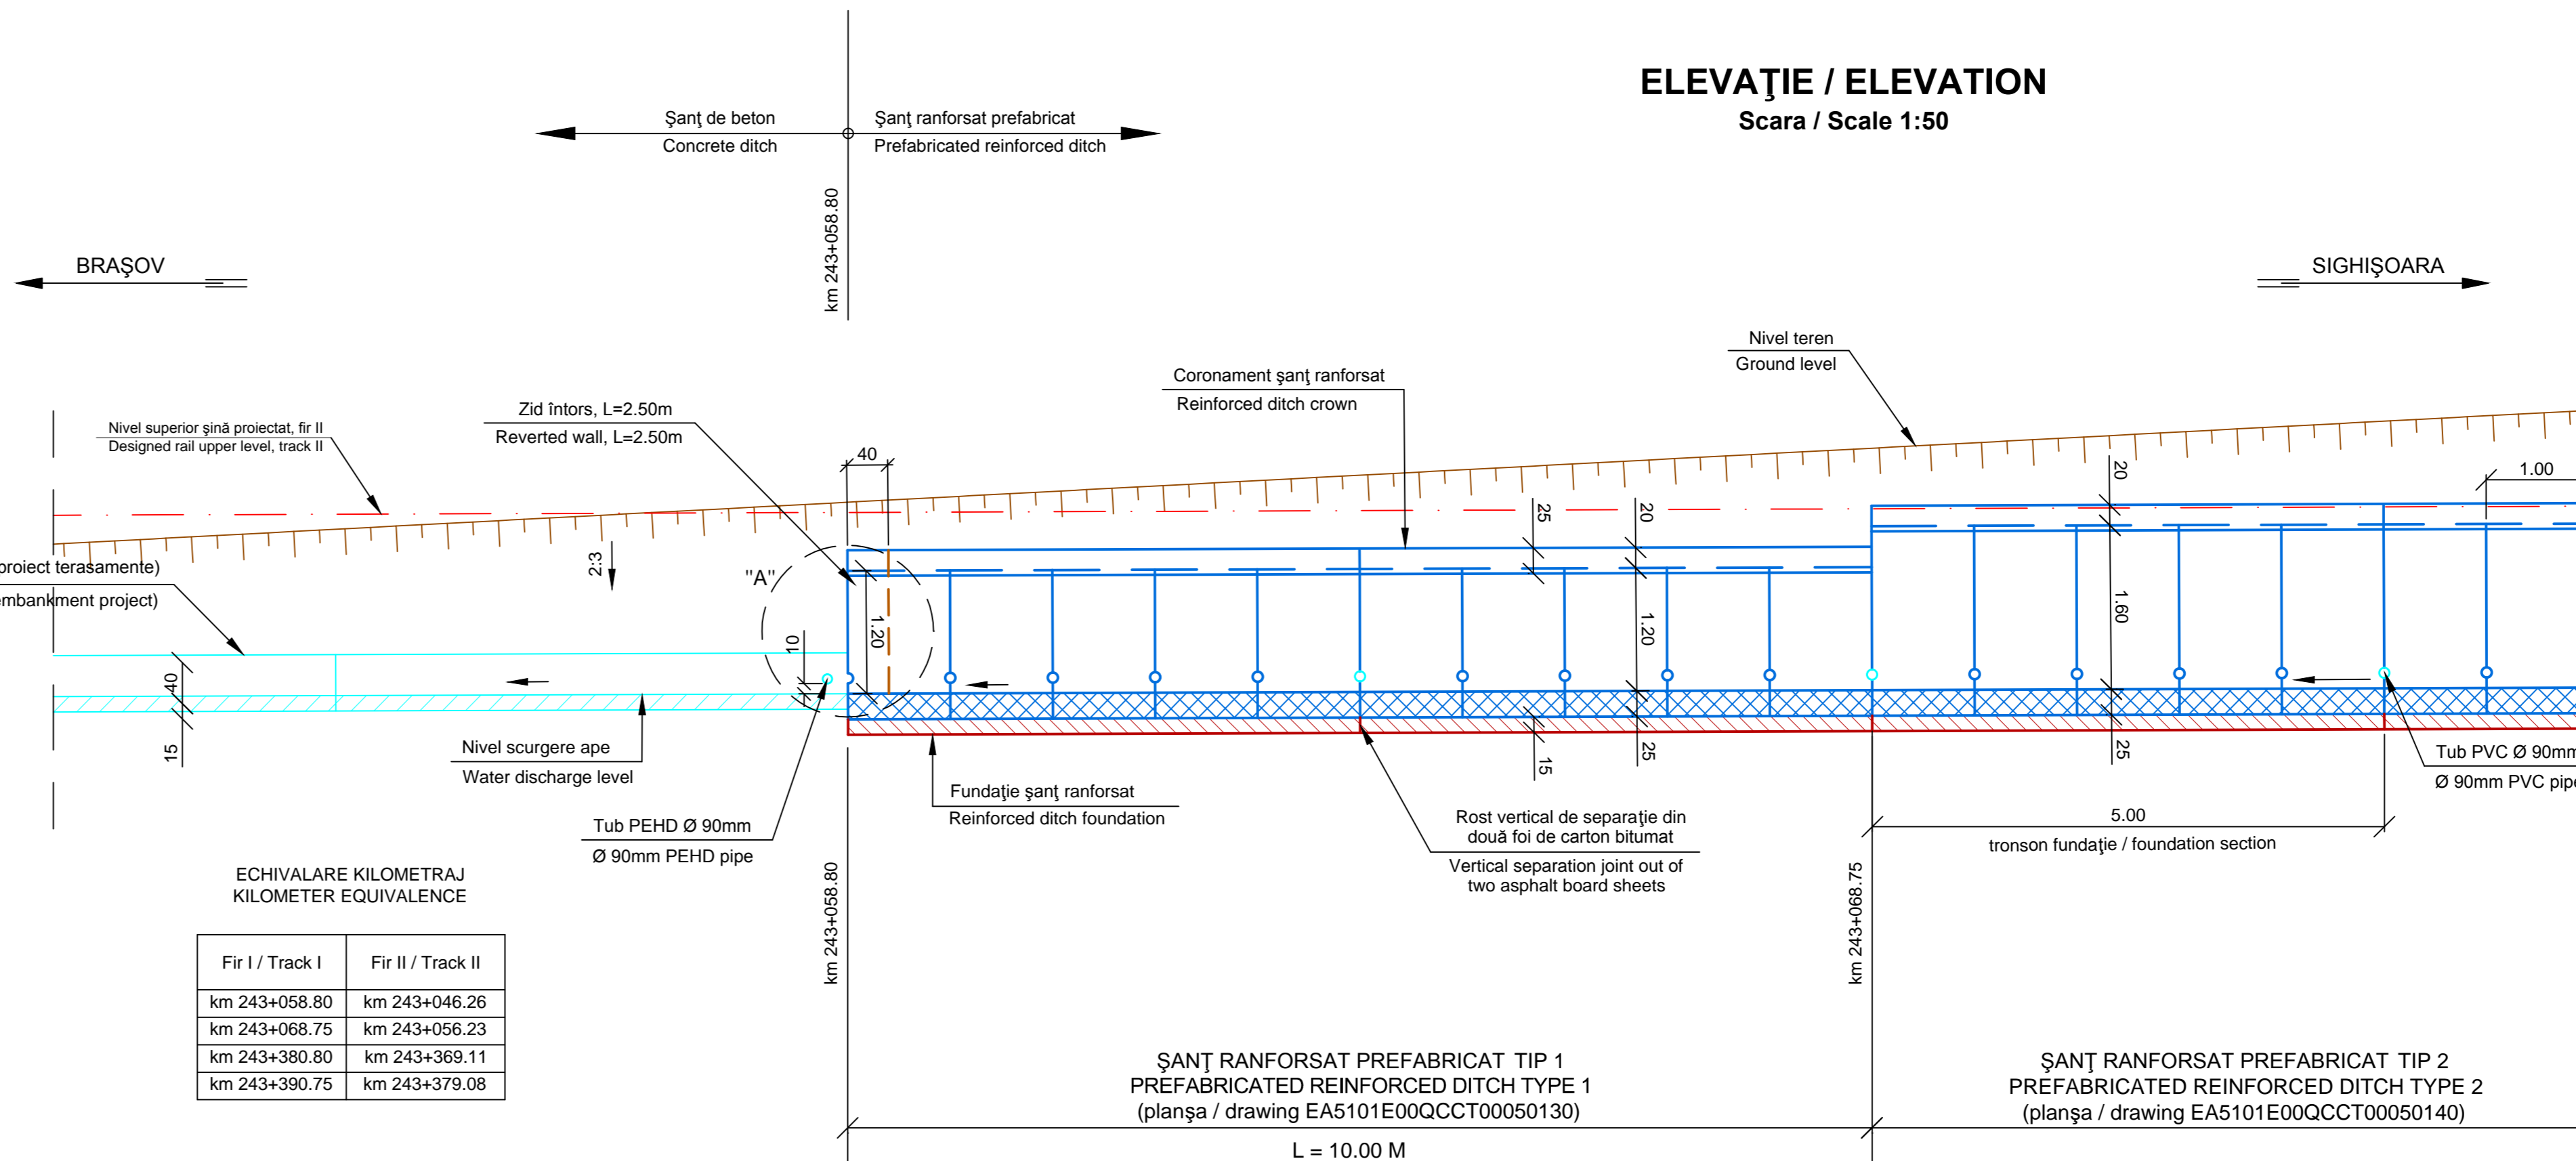 ELEVAŢIE / ELEVATION
Scara / Scale 1:50
Şanţ de beton
Concrete ditch
Şanţ ranforsat prefabricat
Prefabricated reinforced ditch
km 243+058.80
BRAŞOV
SIGHIŞOARA
Nivel teren
Ground level
Coronament şanţ ranforsat
Reinforced ditch crown
Zid întors, L=2.50m
Reverted wall, L=2.50m
Nivel superior şină proiectat, fir II
Designed rail upper level, track II
proiect terasamente)
embankment project)
2:3
"A"
40
1.20
10
25
20
1.20
20
1.60
1.00
40
15
15
25
25
Nivel scurgere ape
Water discharge level
Tub PEHD Ø 90mm
Ø 90mm PEHD pipe
Fundaţie şanţ ranforsat
Reinforced ditch foundation
Rost vertical de separaţie din
două foi de carton bitumat
Vertical separation joint out of
two asphalt board sheets
Tub PVC Ø 90mm
Ø 90mm PVC pipe
5.00
tronson fundaţie / foundation section
km 243+058.80
km 243+068.75
ECHIVALARE KILOMETRAJ
KILOMETER EQUIVALENCE
Fir I / Track I Fir II / Track II
km 243+058.80 km 243+046.26
km 243+068.75 km 243+056.23
km 243+380.80 km 243+369.11
km 243+390.75 km 243+379.08
ŞANŢ RANFORSAT PREFABRICAT TIP 1
PREFABRICATED REINFORCED DITCH TYPE 1
(planşa / drawing EA5101E00QCCT00050130)
L = 10.00 M
ŞANŢ RANFORSAT PREFABRICAT TIP 2
PREFABRICATED REINFORCED DITCH TYPE 2
(planşa / drawing EA5101E00QCCT00050140)